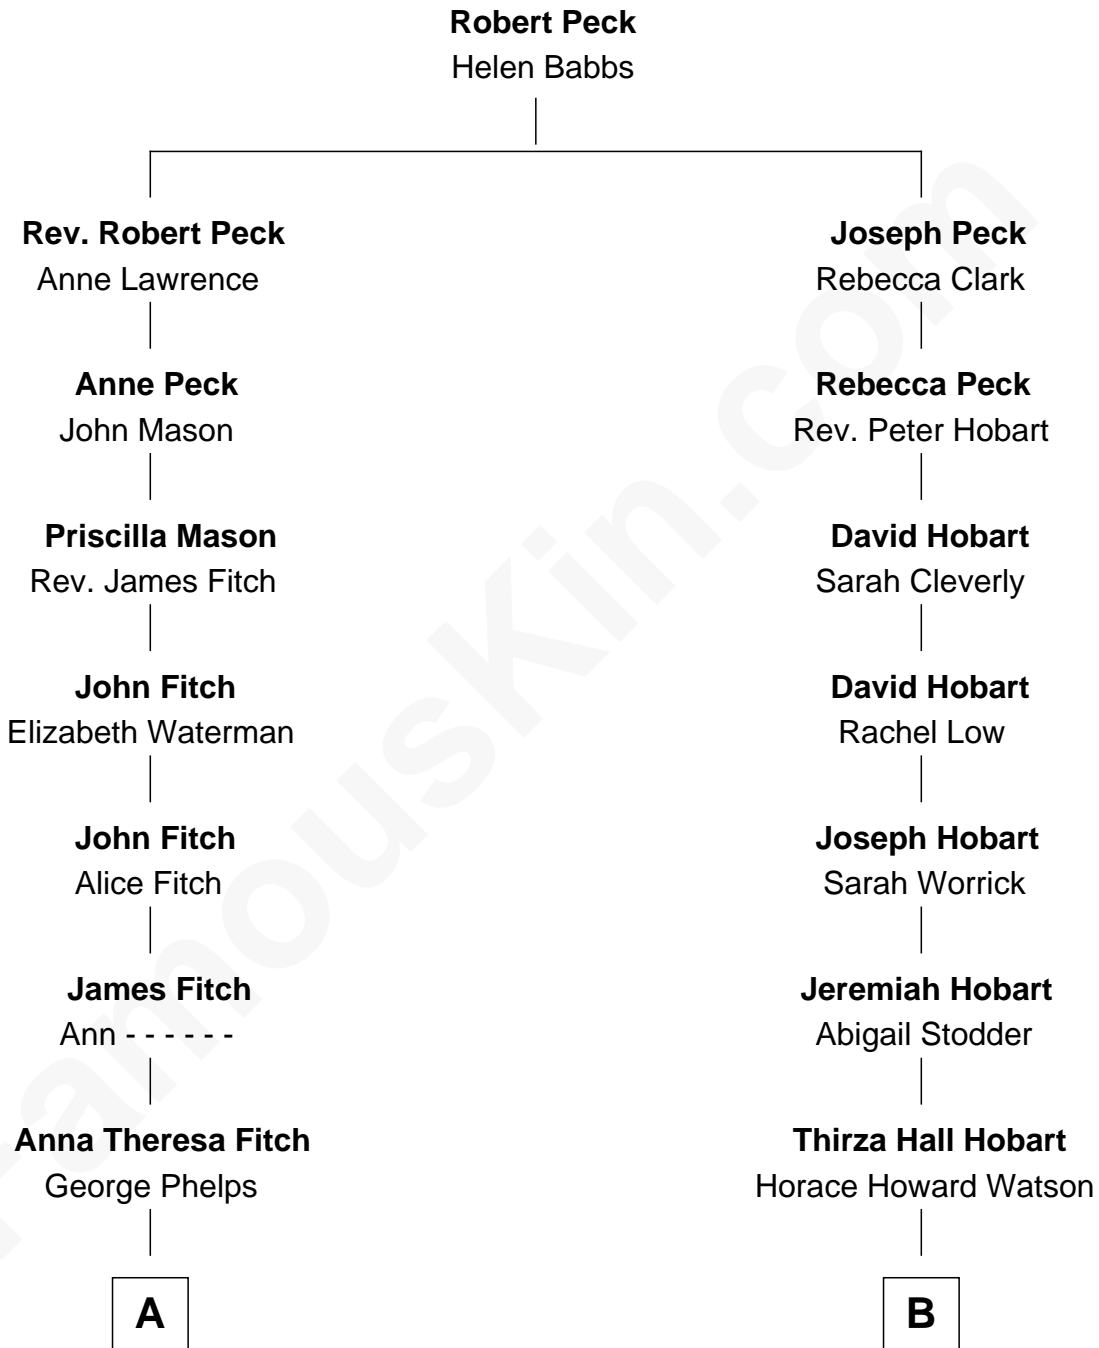 Robert Peck
Helen Babbs
Rev. Robert Peck
Anne Lawrence
Joseph Peck
Rebecca Clark
Anne Peck
John Mason
Rebecca Peck
Rev. Peter Hobart
Priscilla Mason
Rev. James Fitch
David Hobart
Sarah Cleverly
John Fitch
Elizabeth Waterman
David Hobart
Rachel Low
John Fitch
Alice Fitch
Joseph Hobart
Sarah Worrick
James Fitch
Ann - - - - - -
Jeremiah Hobart
Abigail Stodder
Anna Theresa Fitch
George Phelps
Thirza Hall Hobart
Horace Howard Watson
A
B
FamousKin.com